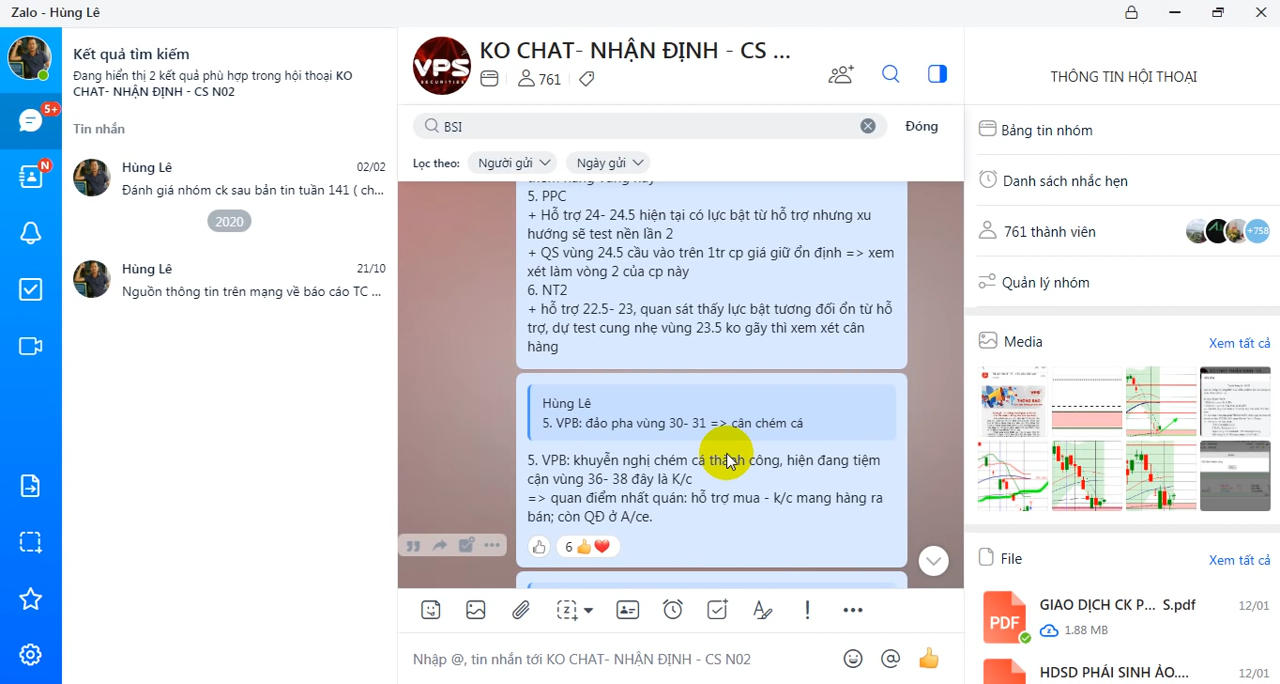 Zalo - Hùng Lê
5+
N
Kết quả tìm kiếm
Đang hiển thị 2 kết quả phù hợp trong hội thoại KO
CHAT- NHẬN ĐỊNH - CS N02
Tin nhắn
Hùng Lê 02/02
Đánh giá nhóm ck sau bản tin tuần 141 ( ch...
2020
Hùng Lê 21/10
Nguồn thông tin trên mạng về báo cáo TC ...
VPS
SECURITIES
KO CHAT- NHẬN ĐỊNH - CS ...
761
BSI
Đóng
Lọc theo: Người gửi Ngày gửi
5. PPC
+ Hỗ trợ 24- 24.5 hiện tại có lực bật từ hỗ trợ nhưng xu
hướng sẽ test nền lần 2
+ QS vùng 24.5 cầu vào trên 1tr cp giá giữ ổn định => xem
xét làm vòng 2 của cp này
6. NT2
+ hỗ trợ 22.5- 23, quan sát thấy lực bật tương đối ổn từ hỗ
trợ, dự test cung nhẹ vùng 23.5 ko gãy thì xem xét cân
hàng
Hùng Lê
5. VPB: đảo pha vùng 30- 31 => cân chém cá
5. VPB: khuyễn nghị chém cá thành công, hiện đang tiệm
cận vùng 36- 38 đây là K/c
=> quan điểm nhất quán: hỗ trợ mua - k/c mang hàng ra
bán; còn QĐ ở A/ce.
6
Nhập @, tin nhắn tới KO CHAT- NHẬN ĐỊNH - CS N02
THÔNG TIN HỘI THOẠI
Bảng tin nhóm
Danh sách nhắc hẹn
761 thành viên
+758
Quản lý nhóm
Media
Xem tất cả
File
Xem tất cả
PDF
GIAO DỊCH CK P... S.pdf 12/01
1.88 MB
HDSD PHÁI SINH ẢO.... 12/01